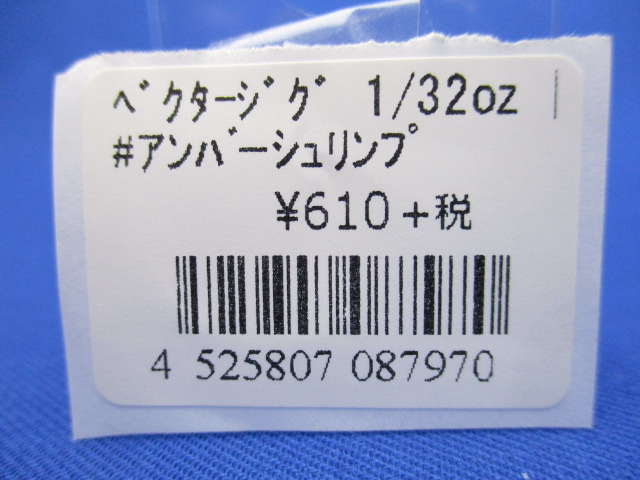 ﾍﾞｸﾀｰｼﾞｸﾞ 1/32oz
#アンバーシュリンプ
¥610+税
4 525807 087970